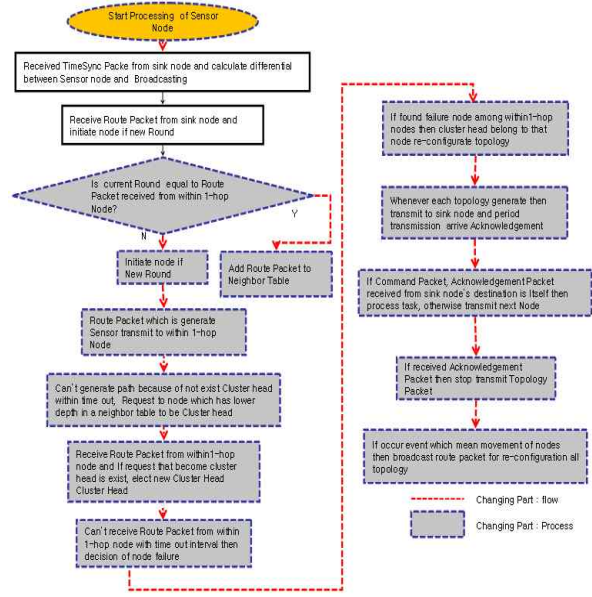 Start Processing of Sensor
Node
Received TimeSync Packe from sink node and calculate differential
between Sensor node and Broadcasting
Receive Route Packet from sink node and
initiate node if new Round
Is current Round equal to Route
Packet received from within 1-hop
Node?
Y
N
Initiate node if
New Round
Add Route Packet to
Neighbor Table
Route Packet which is generate
Sensor transmit to within 1-hop
Node
Can't generate path because of not exist Cluster head
within time out, Request to node which has lower
depth in a neighbor table to be Cluster head
Receive Route Packet from within1-hop
node and If request that become cluster
head is exist, elect new Cluster Head
Cluster Head
Can't receive Route Packet from within
1-hop node with time out interval then
decision of node failure
If found failure node among within1-hop
nodes then cluster head belong to that
node re-configurate topology
Whenever each topology generate then
transmit to sink node and period
transmission arrive Acknowledgement
If Command Packet, Acknowledgement Packet
received from sink node's destination is Itself then
process task, otherwise transmit next Node
If received Acknowledgement
Packet then stop transmit Topology
Packet
If occur event which mean movement of nodes
then broadcast route packet for re-configuration all
topology
Changing Part : flow
Changing Part : Process